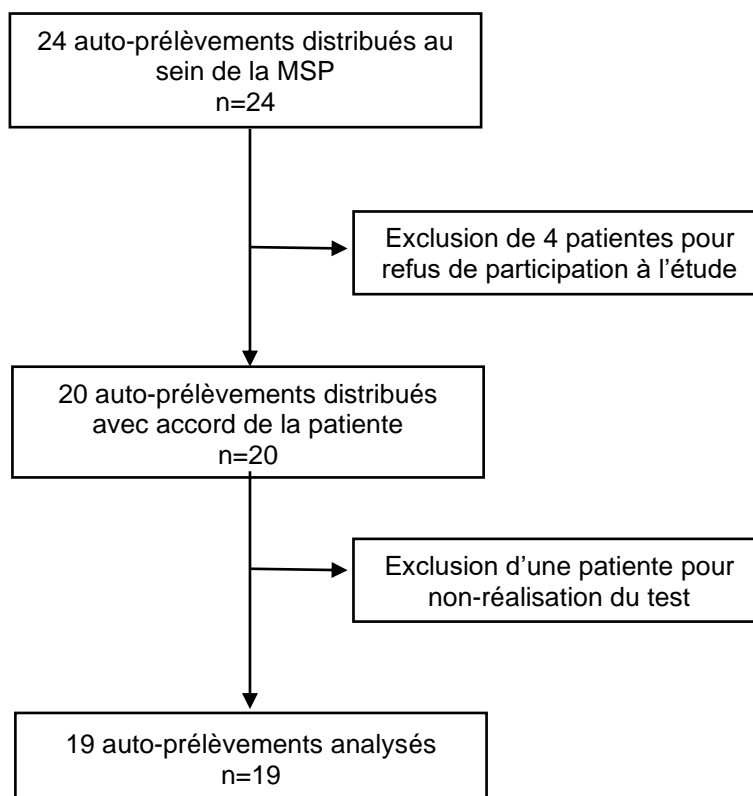 24 auto-prélèvements distribués au
sein de la MSP
n=24
Exclusion de 4 patientes pour
refus de participation à l’étude
20 auto-prélèvements distribués
avec accord de la patiente
n=20
Exclusion d’une patiente pour
non-réalisation du test
19 auto-prélèvements analysés
n=19